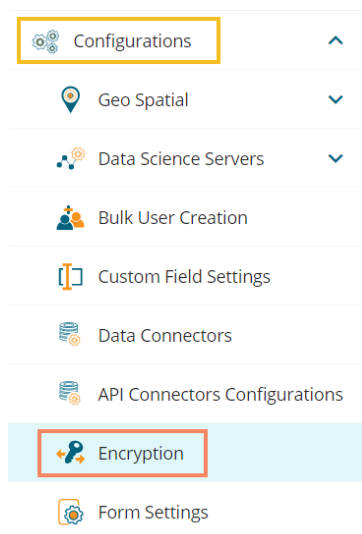 Configurations
Geo Spatial
Data Science Servers
Bulk User Creation
Custom Field Settings
Data Connectors
API Connectors Configurations
Encryption
Form Settings